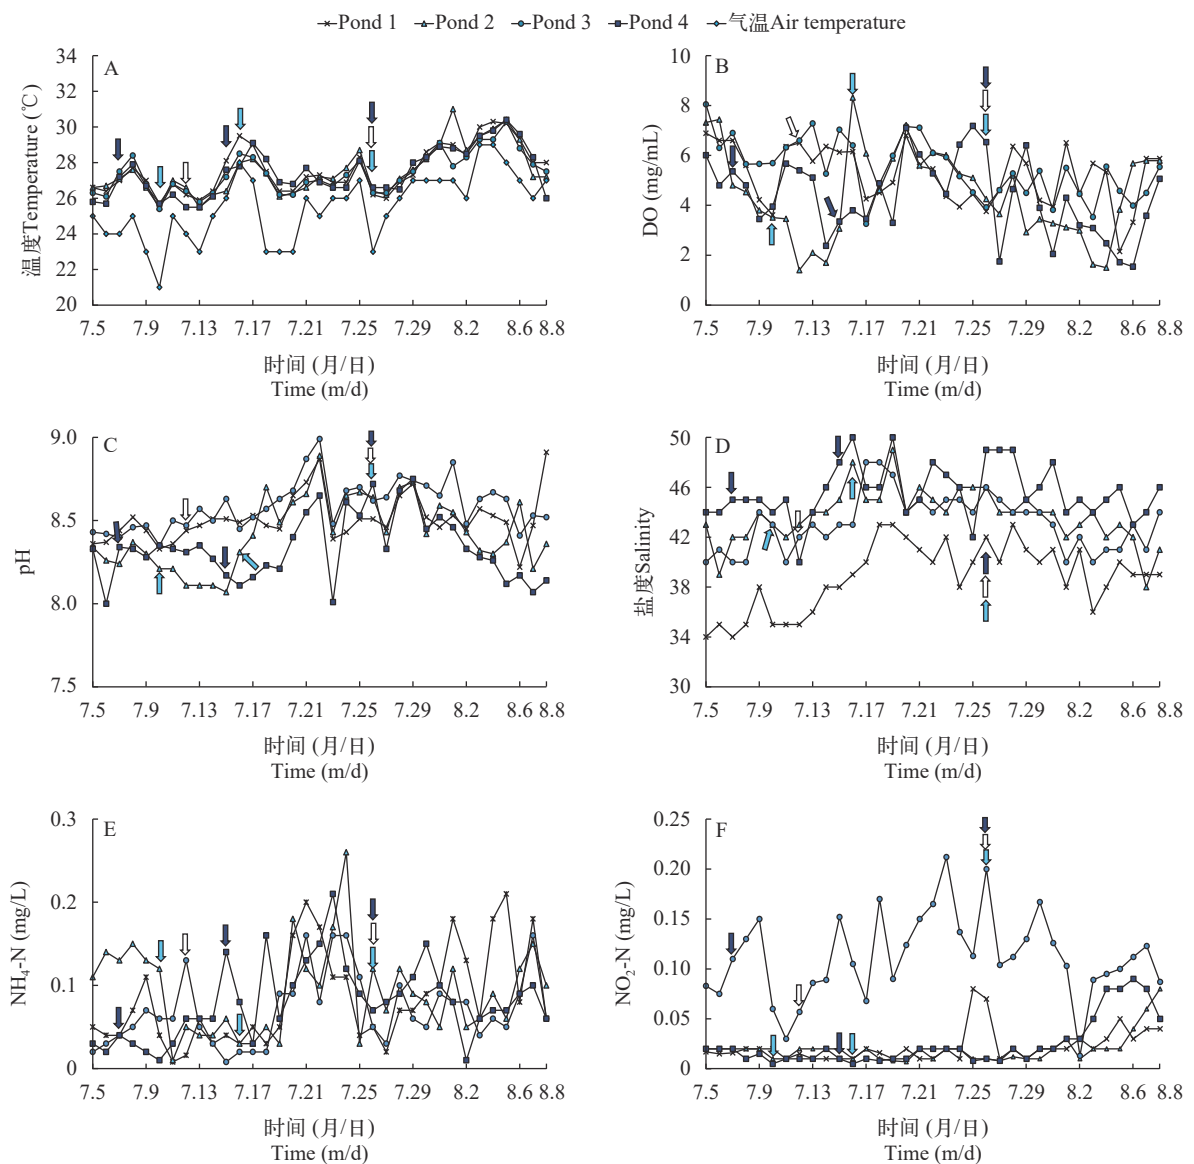 Pond 1 Pond 2 Pond 3 Pond 4 气温Air temperature
A
温度Temperature (℃)
34
32
30
28
26
24
22
20
7.5 7.9 7.13 7.17 7.21 7.25 7.29 8.2 8.6 8.8
时间 (月/日)
Time (m/d)
B
DO (mg/mL)
10
8
6
4
2
0
7.5 7.9 7.13 7.17 7.21 7.25 7.29 8.2 8.6 8.8
时间 (月/日)
Time (m/d)
C
pH
9.0
8.5
8.0
7.5
7.5 7.9 7.13 7.17 7.21 7.25 7.29 8.2 8.6 8.8
时间 (月/日)
Time (m/d)
D
盐度Salinity
50
46
42
38
34
30
7.5 7.9 7.13 7.17 7.21 7.25 7.29 8.2 8.6 8.8
时间 (月/日)
Time (m/d)
E
NH4-N (mg/L)
0.3
0.2
0.1
0
7.5 7.9 7.13 7.17 7.21 7.25 7.29 8.2 8.6 8.8
时间 (月/日)
Time (m/d)
F
NO2-N (mg/L)
0.25
0.20
0.15
0.10
0.05
0
7.5 7.9 7.13 7.17 7.21 7.25 7.29 8.2 8.6 8.8
时间 (月/日)
Time (m/d)